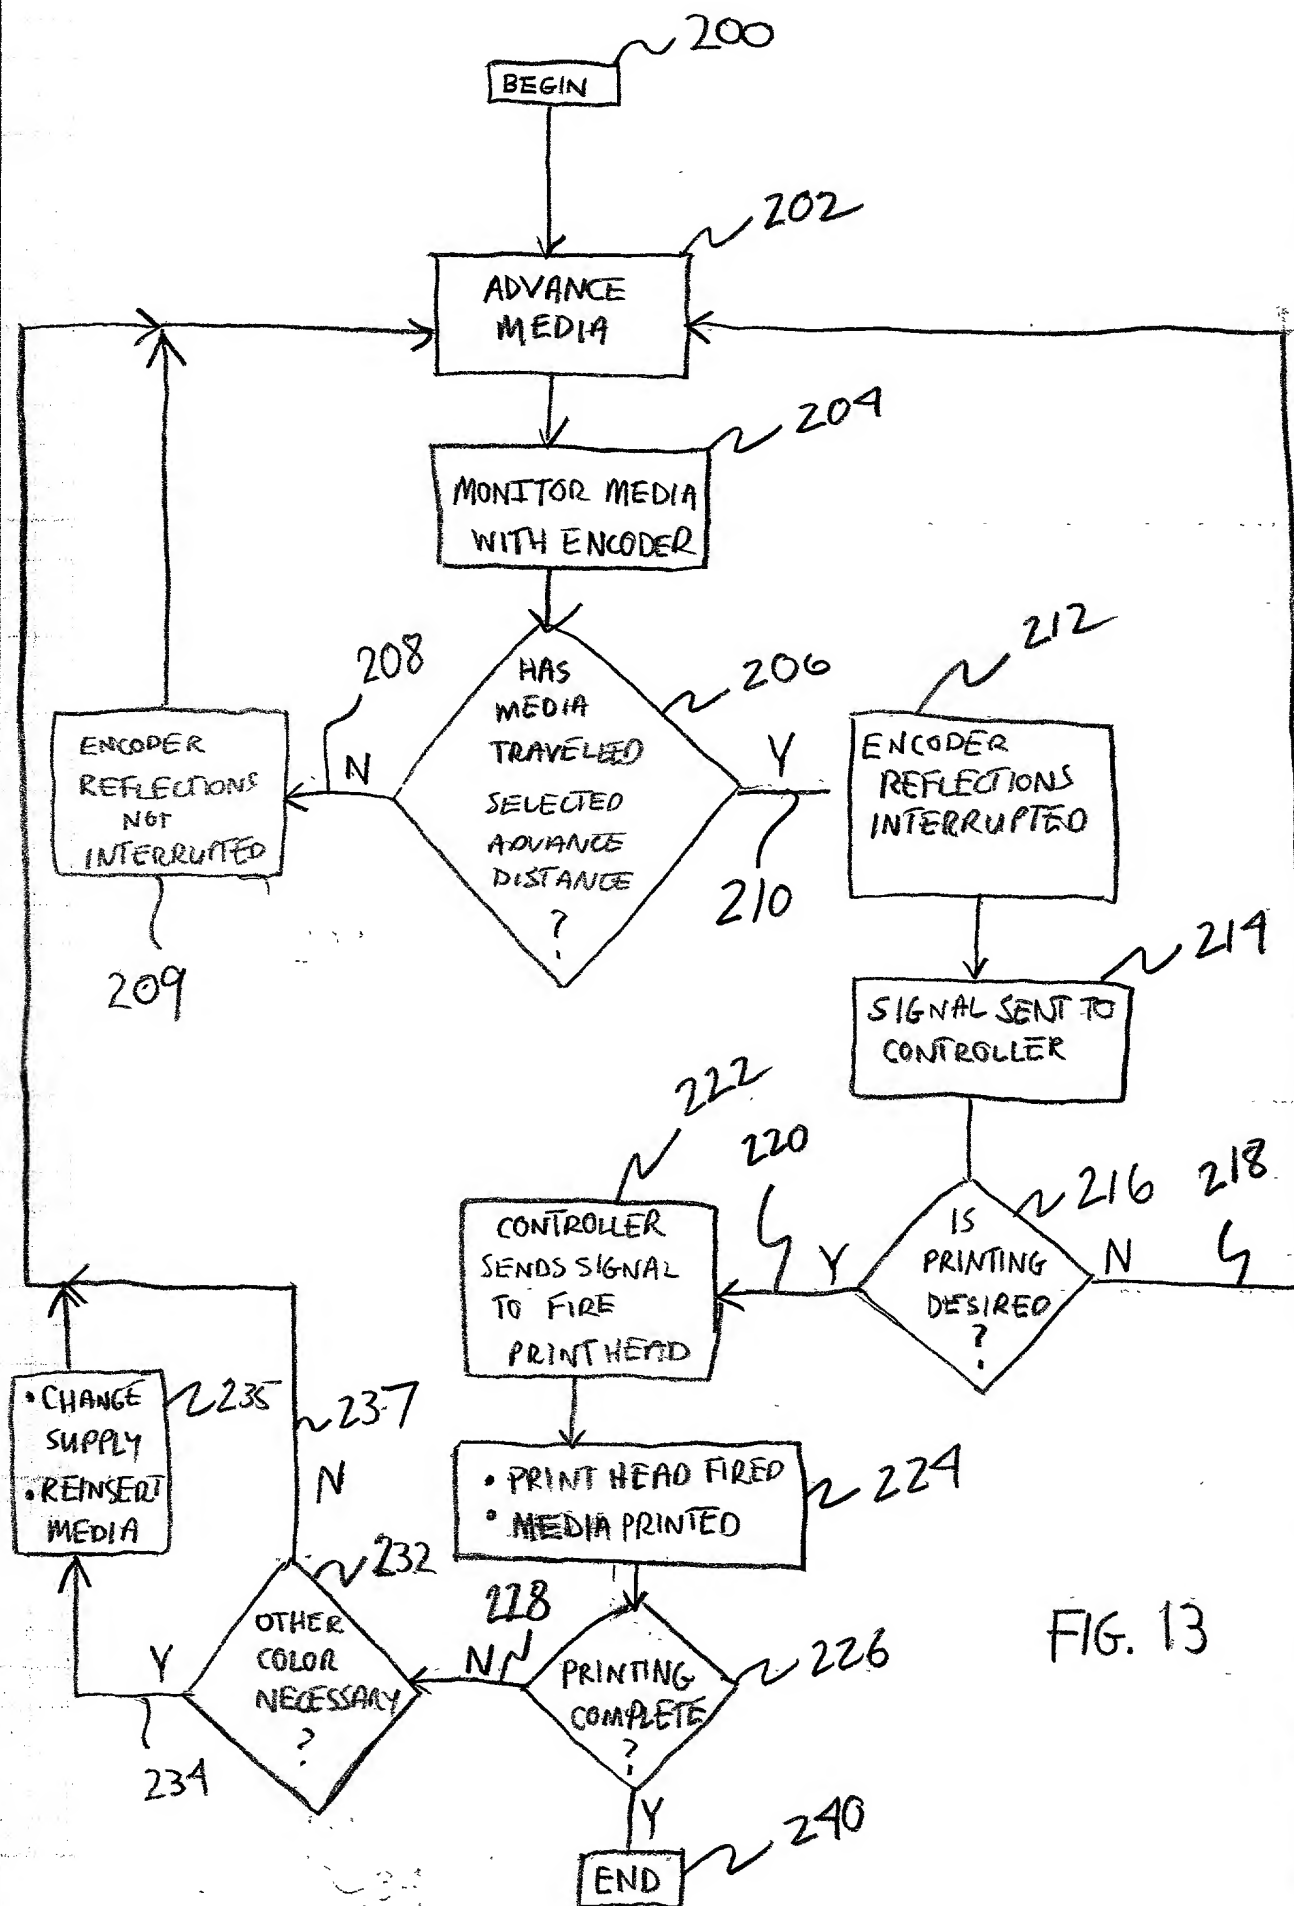 200
BEGIN
202
ADVANCE
MEDIA
204
MONITOR MEDIA
WITH ENCODER
206
HAS
MEDIA
TRAVELED
SELECTED
ADVANCE
DISTANCE
?
208
N
ENCODER
REFLECTIONS
NOT
INTERRUPTED
209
Y
210
212
ENCODER
REFLECTIONS
INTERRUPTED
214
SIGNAL SENT TO
CONTROLLER
216
IS
PRINTING
DESIRED
?
N
218
Y
220
222
CONTROLLER
SENDS SIGNAL
TO FIRE
PRINT HEAD
224
• PRINT HEAD FIRED
• MEDIA PRINTED
226
PRINTING
COMPLETE
?
N
228
232
OTHER
COLOR
NECESSARY
?
Y
234
235
• CHANGE
SUPPLY
• REINSERT
MEDIA
237
N
Y
240
END
FIG. 13